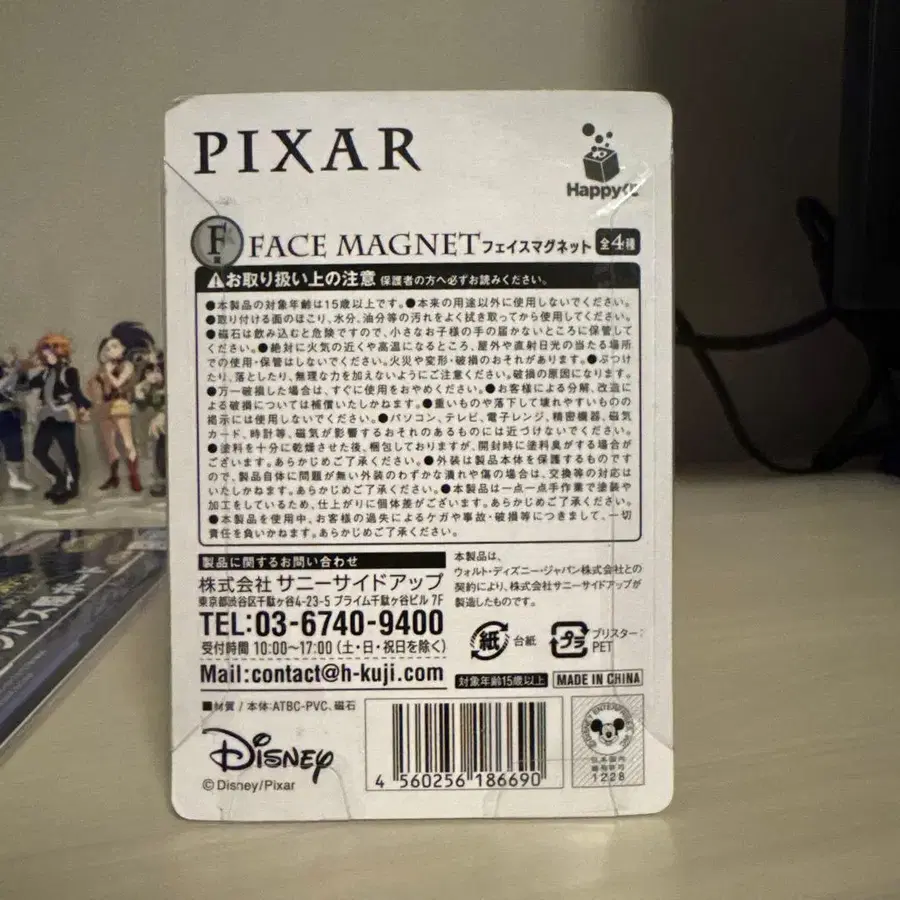 PIXAR
Happyくじ
F賞 FACE MAGNET フェイスマグネット 全4種
お取り扱い上の注意 保護者の方へ必ずお読みください。
●本製品の対象年齢は15歳以上です。●本来の用途以外に使用しないでください。
●取り付ける面のほこり、水分、油分等の汚れをよく拭き取ってから使用してください。
●磁石は飲み込むと危険ですので、小さなお子様の手の届かないところに保管して
ください。●絶対に火気の近くや高温になるところ、屋外や直射日光の当たる場所
での使用・保管はしないでください。火災や変形・破損のおそれがあります。●ぶつけ
たり、落としたり、無理な力を加えないようにご注意ください。破損の原因になります。
●万一破損した場合は、すぐに使用をおやめください。●お客様による分解、改造に
よる破損については補償いたしかねます。●重いものや落下して壊れやすいものの
掲示には使用しないでください。●パソコン、テレビ、電子レンジ、精密機器、磁気
カード、時計等、磁気が影響するおそれのあるものには近づけないでください。
●塗料を十分に乾燥させた後、梱包しておりますが、開封時に塗料臭がする場合が
ございます。あらかじめご了承ください。●外装は製品本体を保護するものですの
で、製品自体に問題が無い外装のわずかな潰れや傷の場合は、交換等の対応は
いたしかねます。あらかじめご了承ください。●本製品は一点一点手作業で塗装や
加工をしているため、仕上がりに個体差がございます。あらかじめご了承ください。
●本製品を使用中、お客様の過失によるケガや事故・破損等につきまして、一切
責任を負いかねます。あらかじめご了承ください。
製品に関するお問い合わせ
株式会社 サニーサイドアップ
東京都渋谷区千駄ヶ谷4-23-5 プライム千駄ヶ谷ビル 7F
TEL:03-6740-9400
受付時間 10:00〜17:00 (土・日・祝日を除く)
Mail:contact@h-kuji.com
本製品は、
ウォルト・ディズニー・ジャパン株式会社との
契約により、株式会社サニーサイドアップが
製造したものです。
紙 台紙
プラ ブリスター:
PET
対象年齢15歳以上 MADE IN CHINA
■材質 / 本体:ATBC-PVC、磁石
Disney
©Disney/Pixar
4 560256 186690
1228